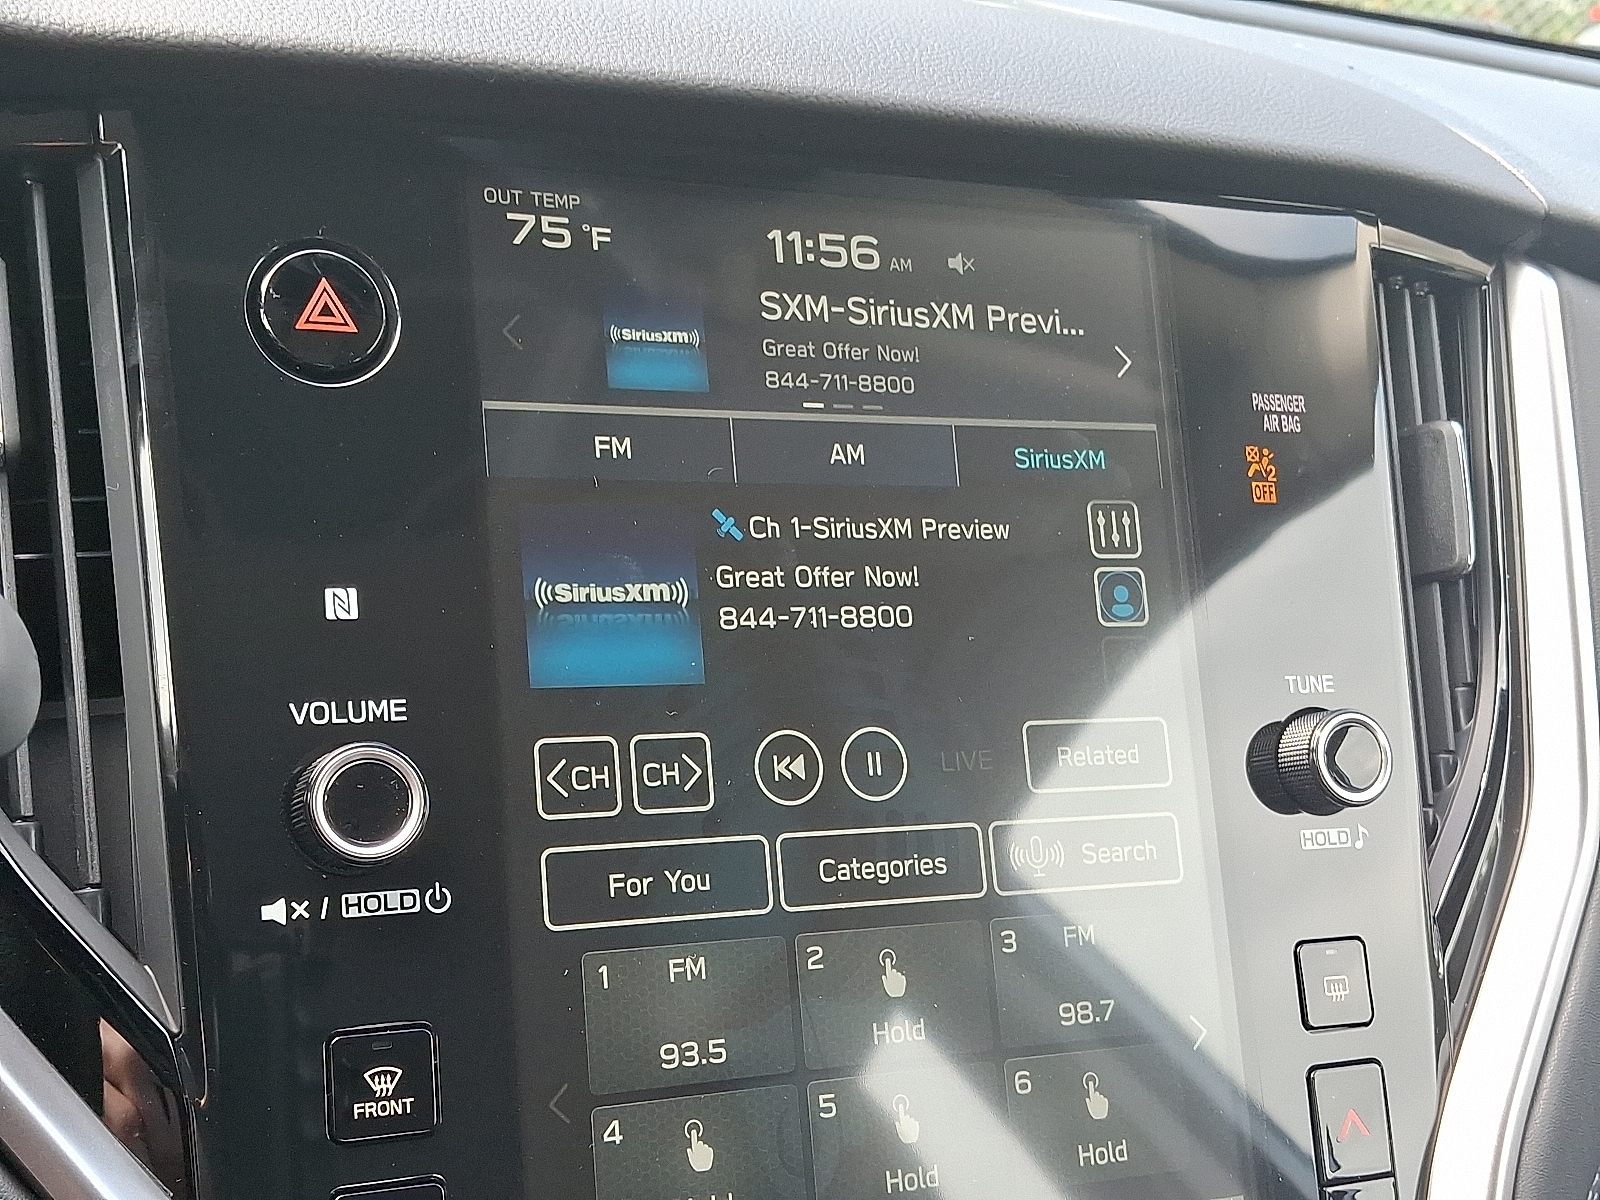 OUT TEMP
75 °F
11:56 AM
SXM-SiriusXM Previ...
((SiriusXM))
Great Offer Now!
844-711-8800
PASSENGER
AIR BAG
2
OFF
FM
AM
SiriusXM
Ch 1-SiriusXM Preview
((SiriusXM))
Great Offer Now!
844-711-8800
VOLUME
TUNE
<CH
CH>
LIVE
Related
HOLD
For You
Categories
Search
/ HOLD
1 FM
93.5
2
Hold
3 FM
98.7
FRONT
4
5
Hold
6
Hold